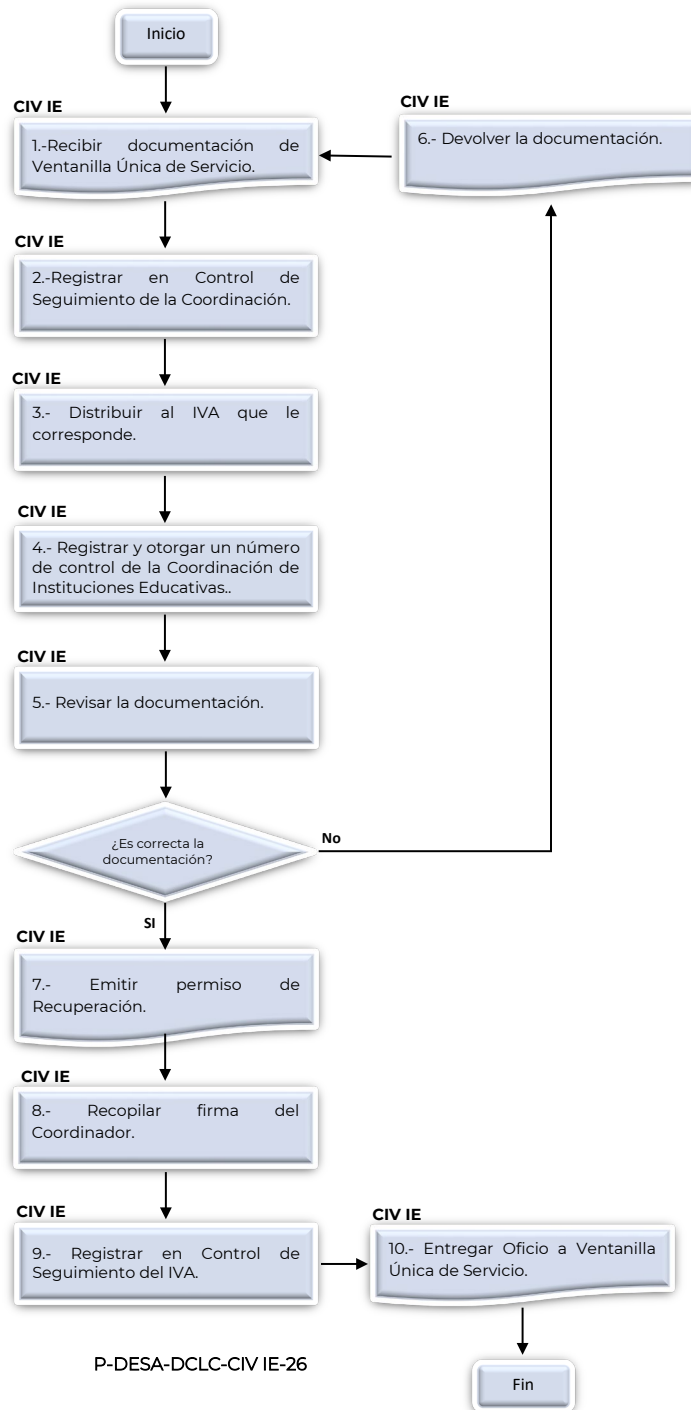 Inicio
CIV IE
1.-Recibir documentación de
Ventanilla Única de Servicio.
CIV IE
6.- Devolver la documentación.
CIV IE
2.-Registrar en Control de
Seguimiento de la Coordinación.
CIV IE
3.- Distribuir al IVA que le
corresponde.
CIV IE
4.- Registrar y otorgar un número
de control de la Coordinación de
Instituciones Educativas..
CIV IE
5.- Revisar la documentación.
¿Es correcta la
documentación?
No
SI
CIV IE
7.- Emitir permiso de
Recuperación.
CIV IE
8.- Recopilar firma del
Coordinador.
CIV IE
9.- Registrar en Control de
Seguimiento del IVA.
CIV IE
10.- Entregar Oficio a Ventanilla
Única de Servicio.
P-DESA-DCLC-CIV IE-26
Fin